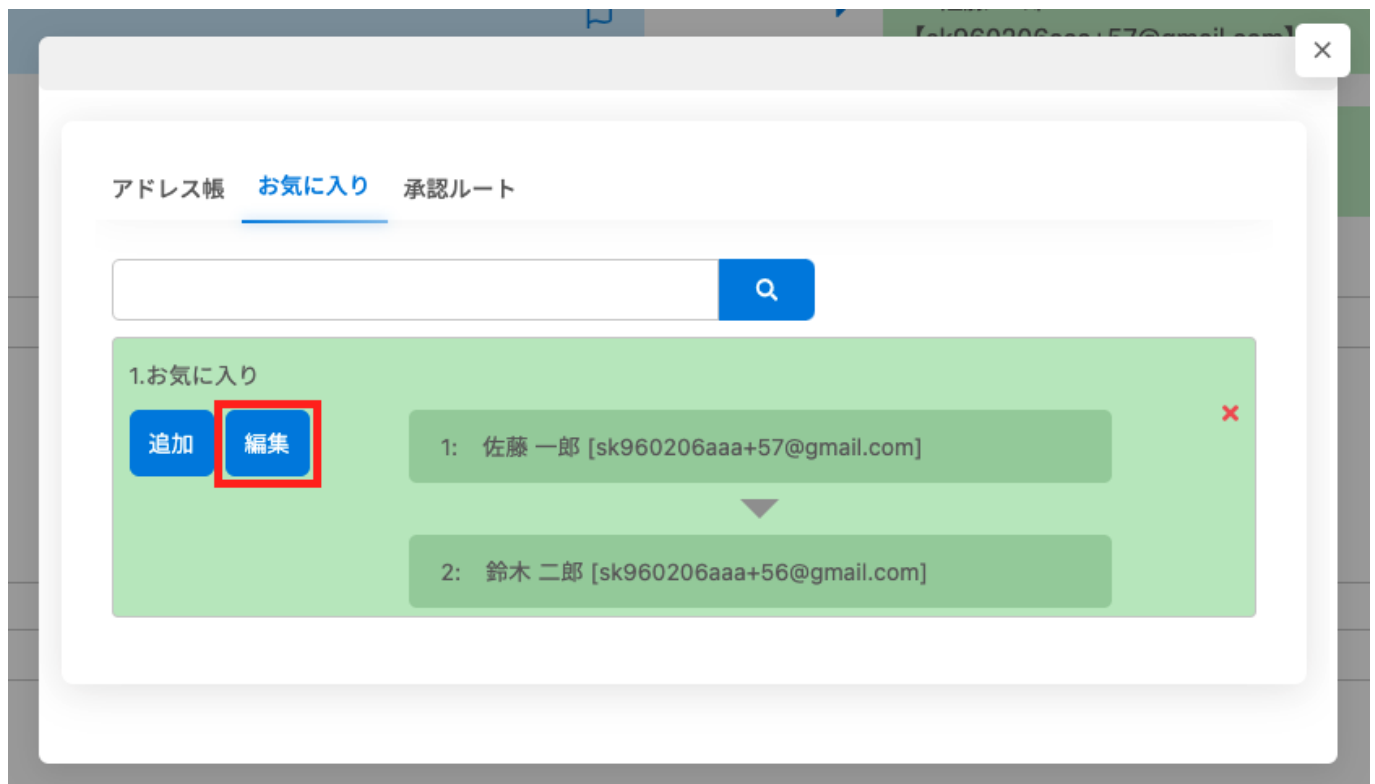 アドレス帳 お気に入り 承認ルート
1.お気に入り
追加 編集
1: 佐藤 一郎 [sk960206aaa+57@gmail.com]
2: 鈴木 二郎 [sk960206aaa+56@gmail.com]